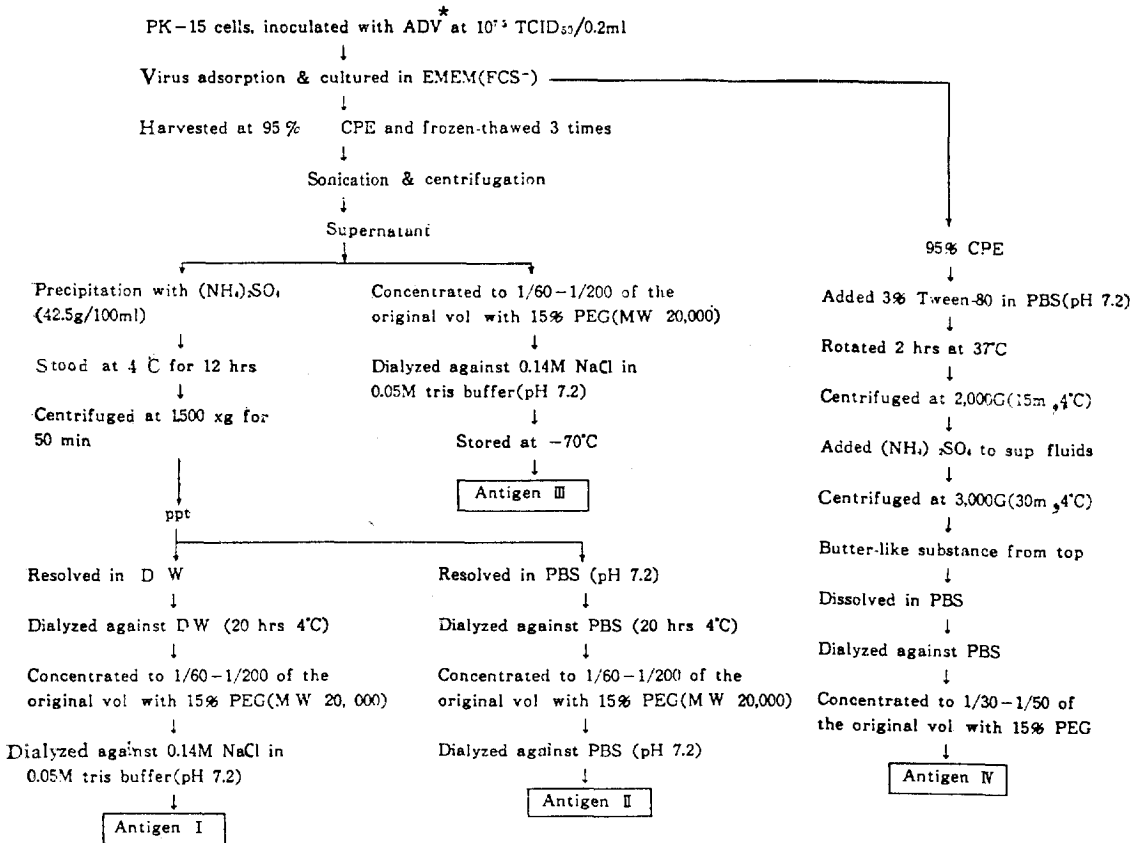 PK-15 cells, inoculated with ADV* at 10⁷·⁵ TCID₅₀/0.2ml
Virus adsorption & cultured in EMEM(FCS⁻)
Harvested at 95% CPE and frozen-thawed 3 times
Sonication & centrifugation
Supernatant
Precipitation with (NH₄)₂SO₄
(42.5g/100ml)
Stood at 4 C for 12 hrs
Centrifuged at 1500 xg for
50 min
ppt
Concentrated to 1/60-1/200 of the
original vol with 15% PEG(MW 20,000)
Dialyzed against 0.14M NaCl in
0.05M tris buffer(pH 7.2)
Stored at -70°C
Antigen III
Resolved in D W
Dialyzed against DW (20 hrs 4°C)
Concentrated to 1/60-1/200 of the
original vol with 15% PEG(M W 20,000)
Dialyzed against 0.14M NaCl in
0.05M tris buffer(pH 7.2)
Antigen I
Resolved in PBS (pH 7.2)
Dialyzed against PBS (20 hrs 4°C)
Concentrated to 1/60-1/200 of the
original vol with 15% PEG(M W 20,000)
Dialyzed against PBS (pH 7.2)
Antigen II
95% CPE
Added 3% Tween-80 in PBS(pH 7.2)
Rotated 2 hrs at 37°C
Centrifuged at 2,000G(15m, 4°C)
Added (NH₄)₂SO₄ to sup fluids
Centrifuged at 3,000G(30m, 4°C)
Butter-like substance from top
Dissolved in PBS
Dialyzed against PBS
Concentrated to 1/30-1/50 of
the original vol with 15% PEG
Antigen IV